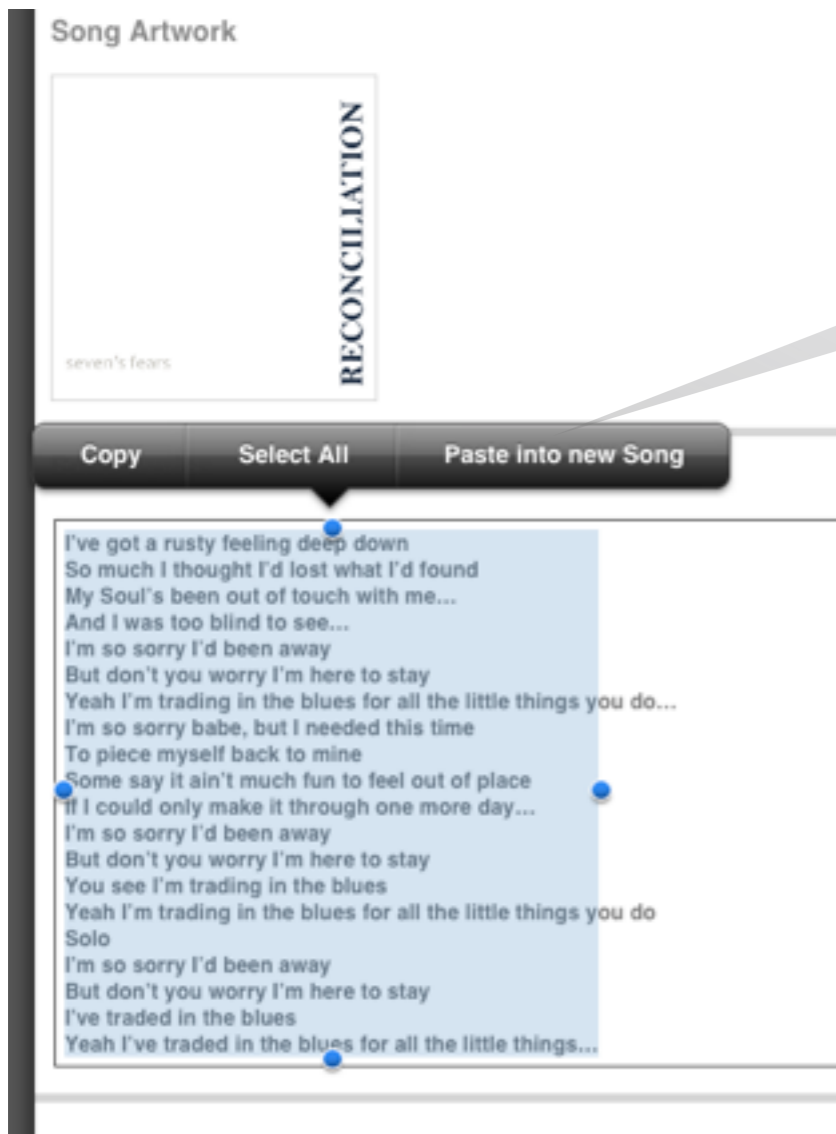 Song Artwork
RECONCILIATION
seven's fears
Copy
Select All
Paste into new Song
I've got a rusty feeling deep down
So much I thought I'd lost what I'd found
My Soul's been out of touch with me...
And I was too blind to see...
I'm so sorry I'd been away
But don't you worry I'm here to stay
Yeah I'm trading in the blues for all the little things you do...
I'm so sorry babe, but I needed this time
To piece myself back to mine
Some say it ain't much fun to feel out of place
If I could only make it through one more day...
I'm so sorry I'd been away
But don't you worry I'm here to stay
You see I'm trading in the blues
Yeah I'm trading in the blues for all the little things you do
Solo
I'm so sorry I'd been away
But don't you worry I'm here to stay
I've traded in the blues
Yeah I've traded in the blues for all the little things...